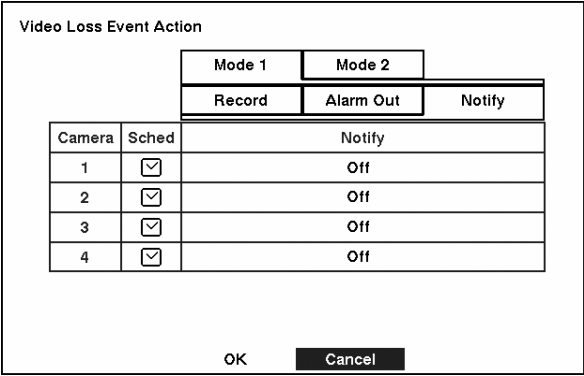 Video Loss Event Action
Mode 1 Mode 2
Record Alarm Out Notify
Camera Sched Notify
1 Off
2 Off
3 Off
4 Off
OK Cancel